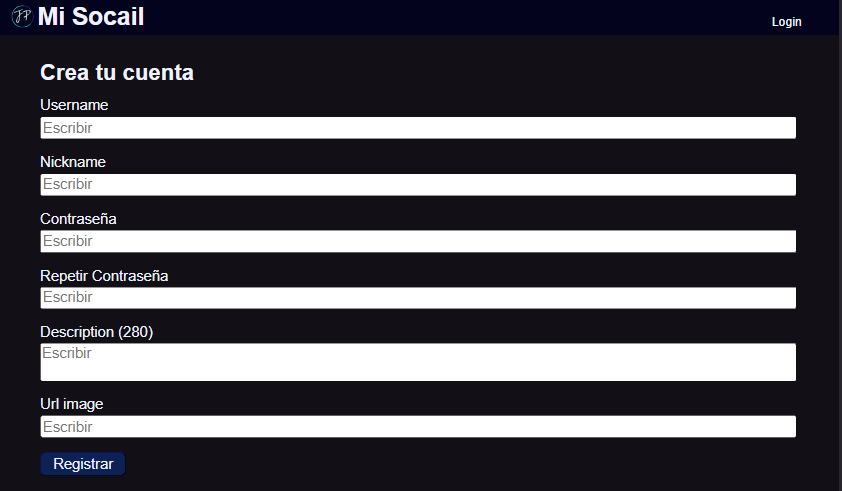 JP Mi Socail
Login
Crea tu cuenta
Username
Escribir
Nickname
Escribir
Contraseña
Escribir
Repetir Contraseña
Escribir
Description (280)
Escribir
Url image
Escribir
Registrar